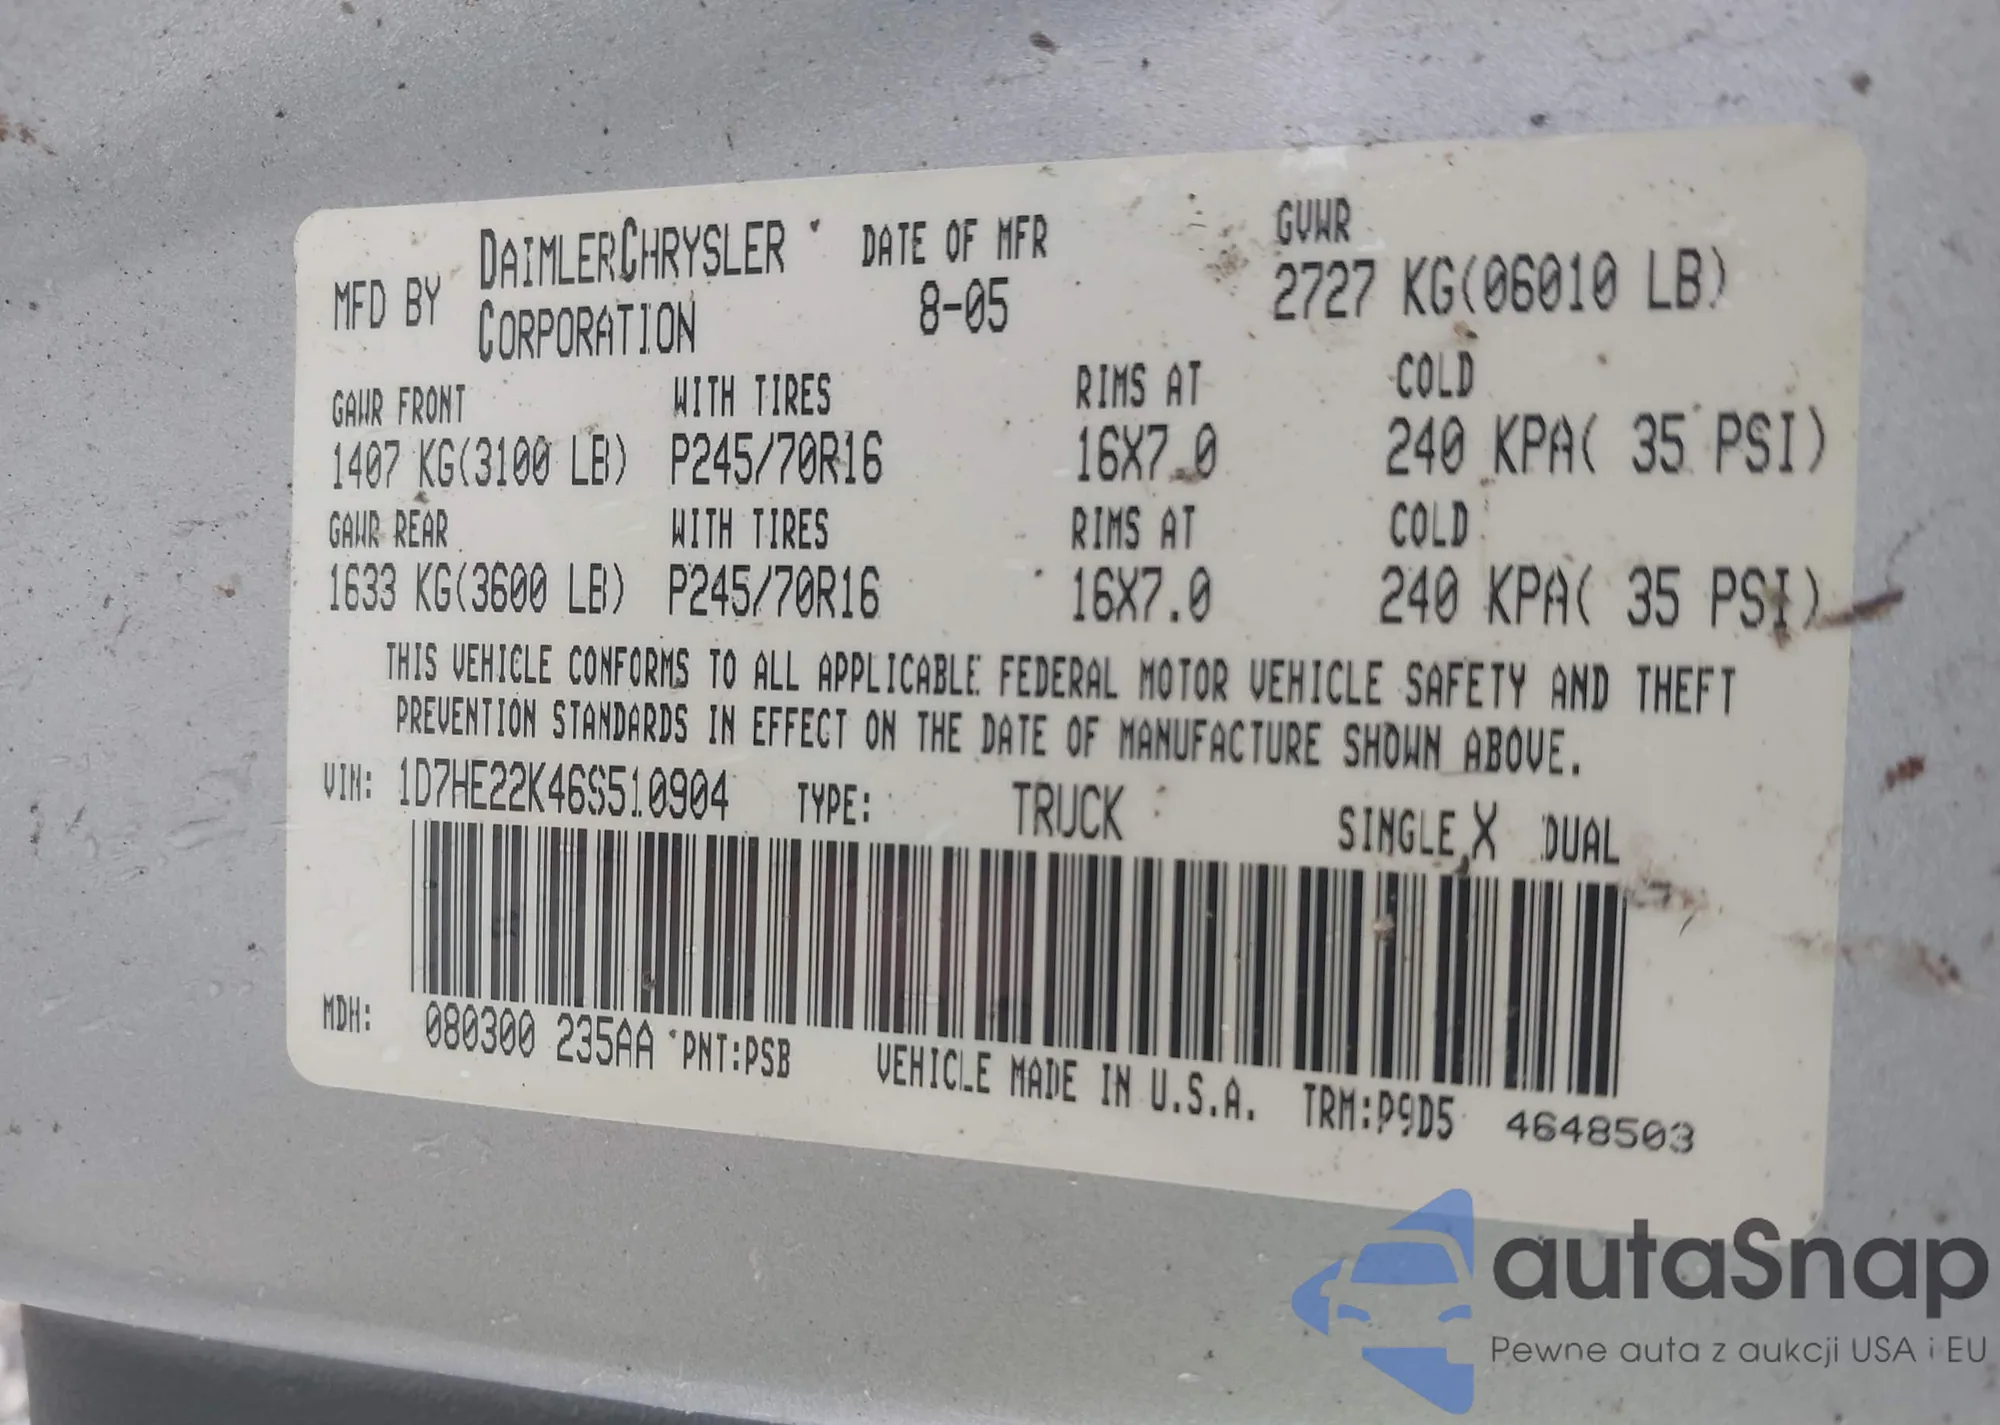 MFD BY DAIMLERCHRYSLER CORPORATION DATE OF MFR 8-05 GVWR 2727 KG(06010 LB)
GAWR FRONT WITH TIRES RIMS AT COLD
1407 KG(3100 LB) P245/70R16 16X7.0 240 KPA( 35 PSI)
GAWR REAR WITH TIRES RIMS AT COLD
1633 KG(3600 LB) P245/70R16 16X7.0 240 KPA( 35 PSI)
THIS VEHICLE CONFORMS TO ALL APPLICABLE FEDERAL MOTOR VEHICLE SAFETY AND THEFT
PREVENTION STANDARDS IN EFFECT ON THE DATE OF MANUFACTURE SHOWN ABOVE.
VIN: 1D7HE22K46S510904 TYPE: TRUCK SINGLE X DUAL
MDH: 080300 235AA PNT:PSB VEHICLE MADE IN U.S.A. TRM:P9D5 4648503
autaSnap
Pewne auta z aukcji USA i EU